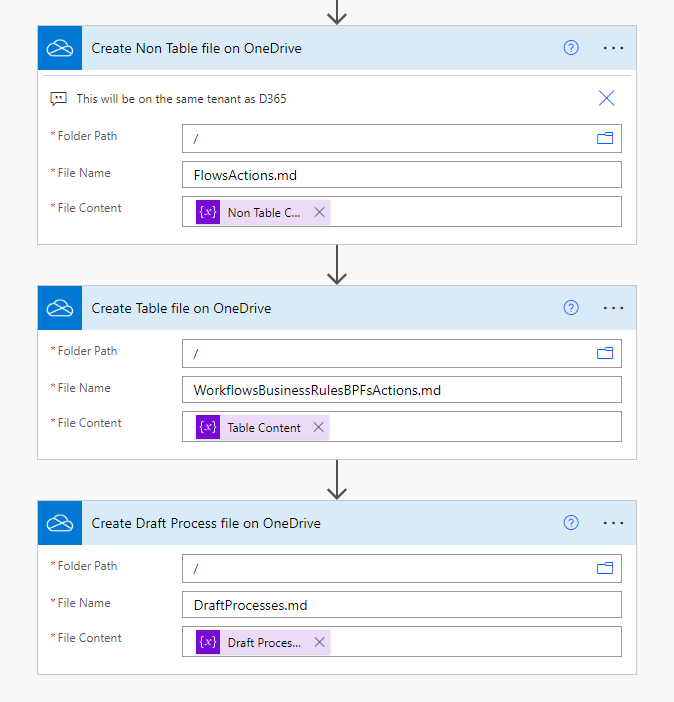 Create Non Table file on OneDrive
This will be on the same tenant as D365
* Folder Path /
* File Name FlowsActions.md
* File Content {x} Non Table C...
Create Table file on OneDrive
* Folder Path /
* File Name WorkflowsBusinessRulesBPFsActions.md
* File Content {x} Table Content
Create Draft Process file on OneDrive
* Folder Path /
* File Name DraftProcesses.md
* File Content {x} Draft Proces...